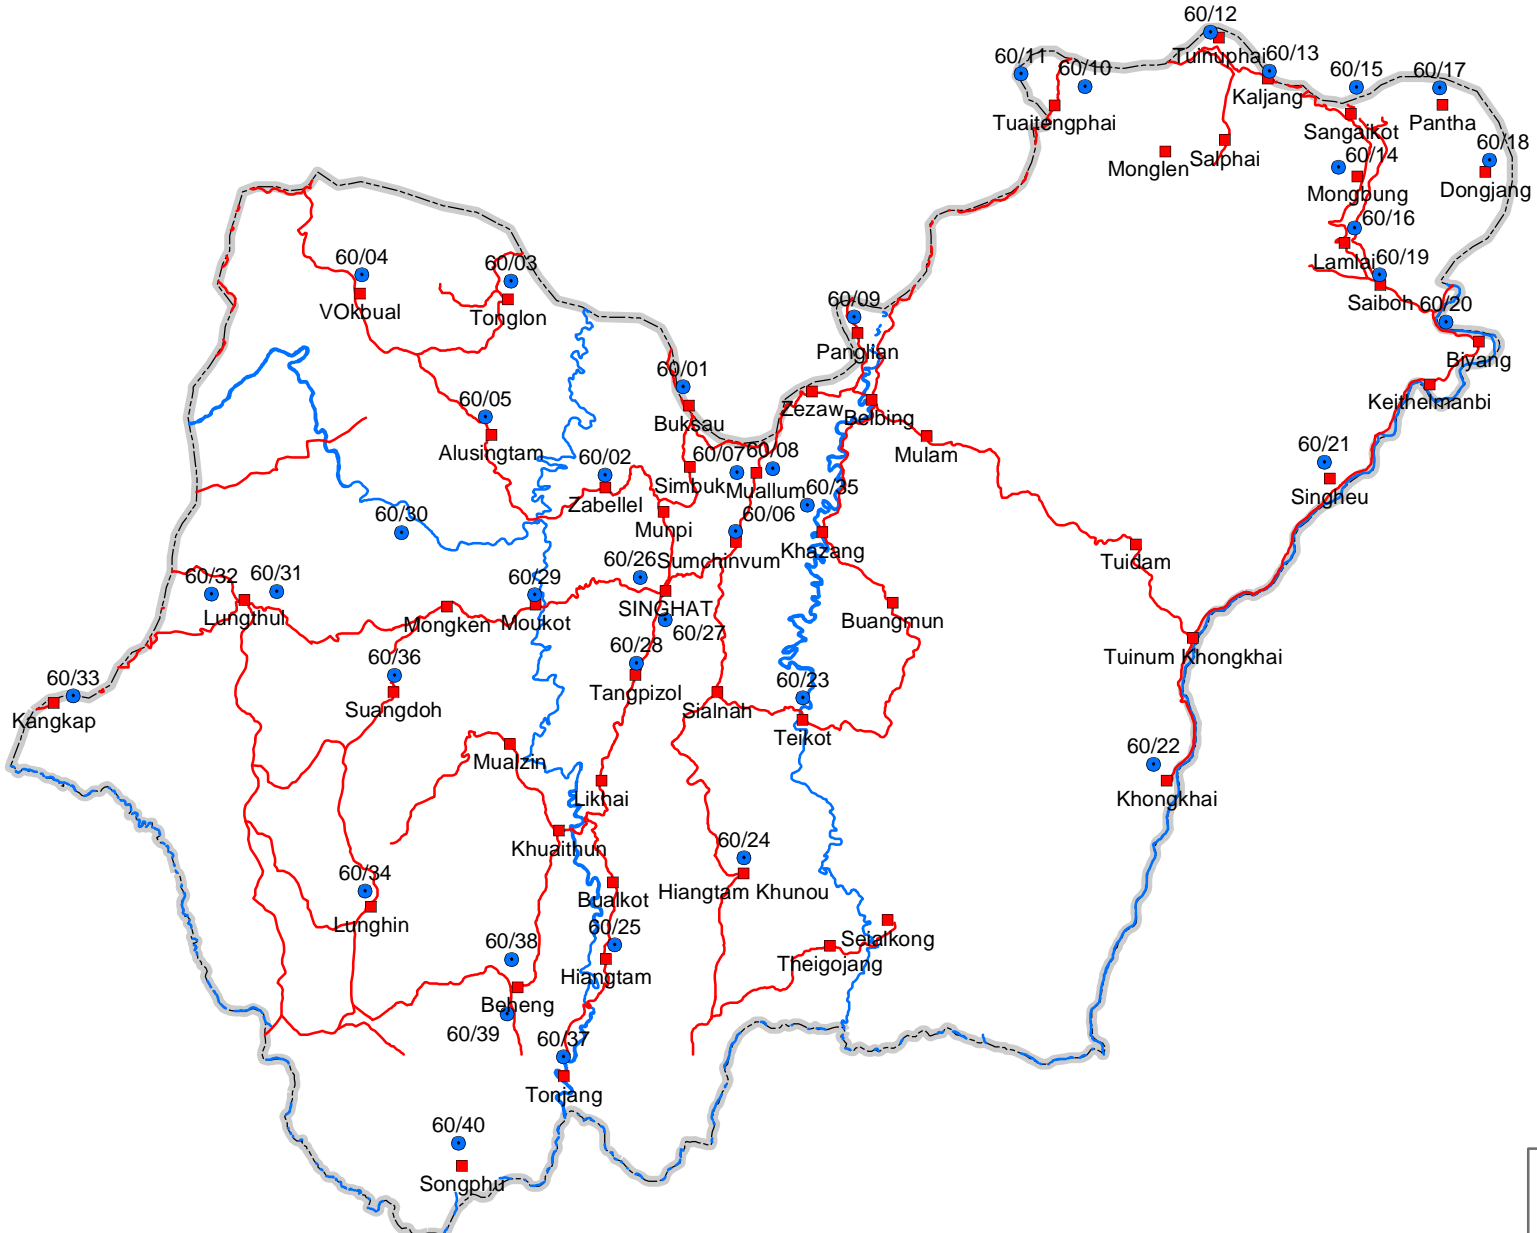 60/12
Tuinuphai
60/13
60/11
60/10
60/15
60/17
Kaljang
Tuaitengphai
Sangaikot
Pantha
60/14
60/18
Monglen
Salphai
Mongbung
Dongjang
60/16
60/04
60/03
Lamlai
60/19
VOkbual
Tonglon
60/09
Saiboh
60/20
Panglian
Biyang
60/01
60/05
Buksau
Zezaw
Belbing
Keithelmanbi
Alusingtam
60/02
60/07
60/08
Mulam
60/21
Zabellel
Simbuk
Muallum
60/35
Singheu
60/30
Munpi
60/06
Khazang
60/32
60/31
60/29
60/26
Sumchinvum
Tuidam
Lungthul
Mongken
Moukot
SINGHAT
Buangmun
60/27
60/33
60/36
60/28
Tuinum Khongkhai
Kangkap
Suangdoh
Tangpizol
Sialnah
60/23
Teikot
60/22
Mualzin
Likhai
Khongkhai
Khuaithun
60/24
60/34
Bualkot
Hiangtam Khunou
Lunghin
60/38
60/25
Seialkong
Hiangtam
Theigojang
Beheng
60/39
60/37
Tonjang
60/40
Songphu